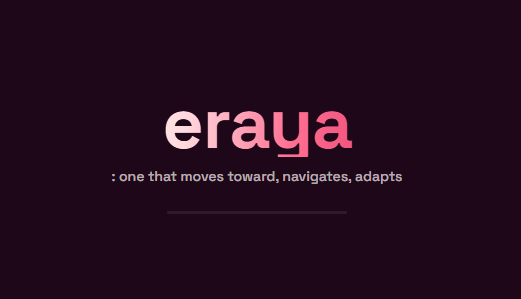 eraya
: one that moves toward, navigates, adapts